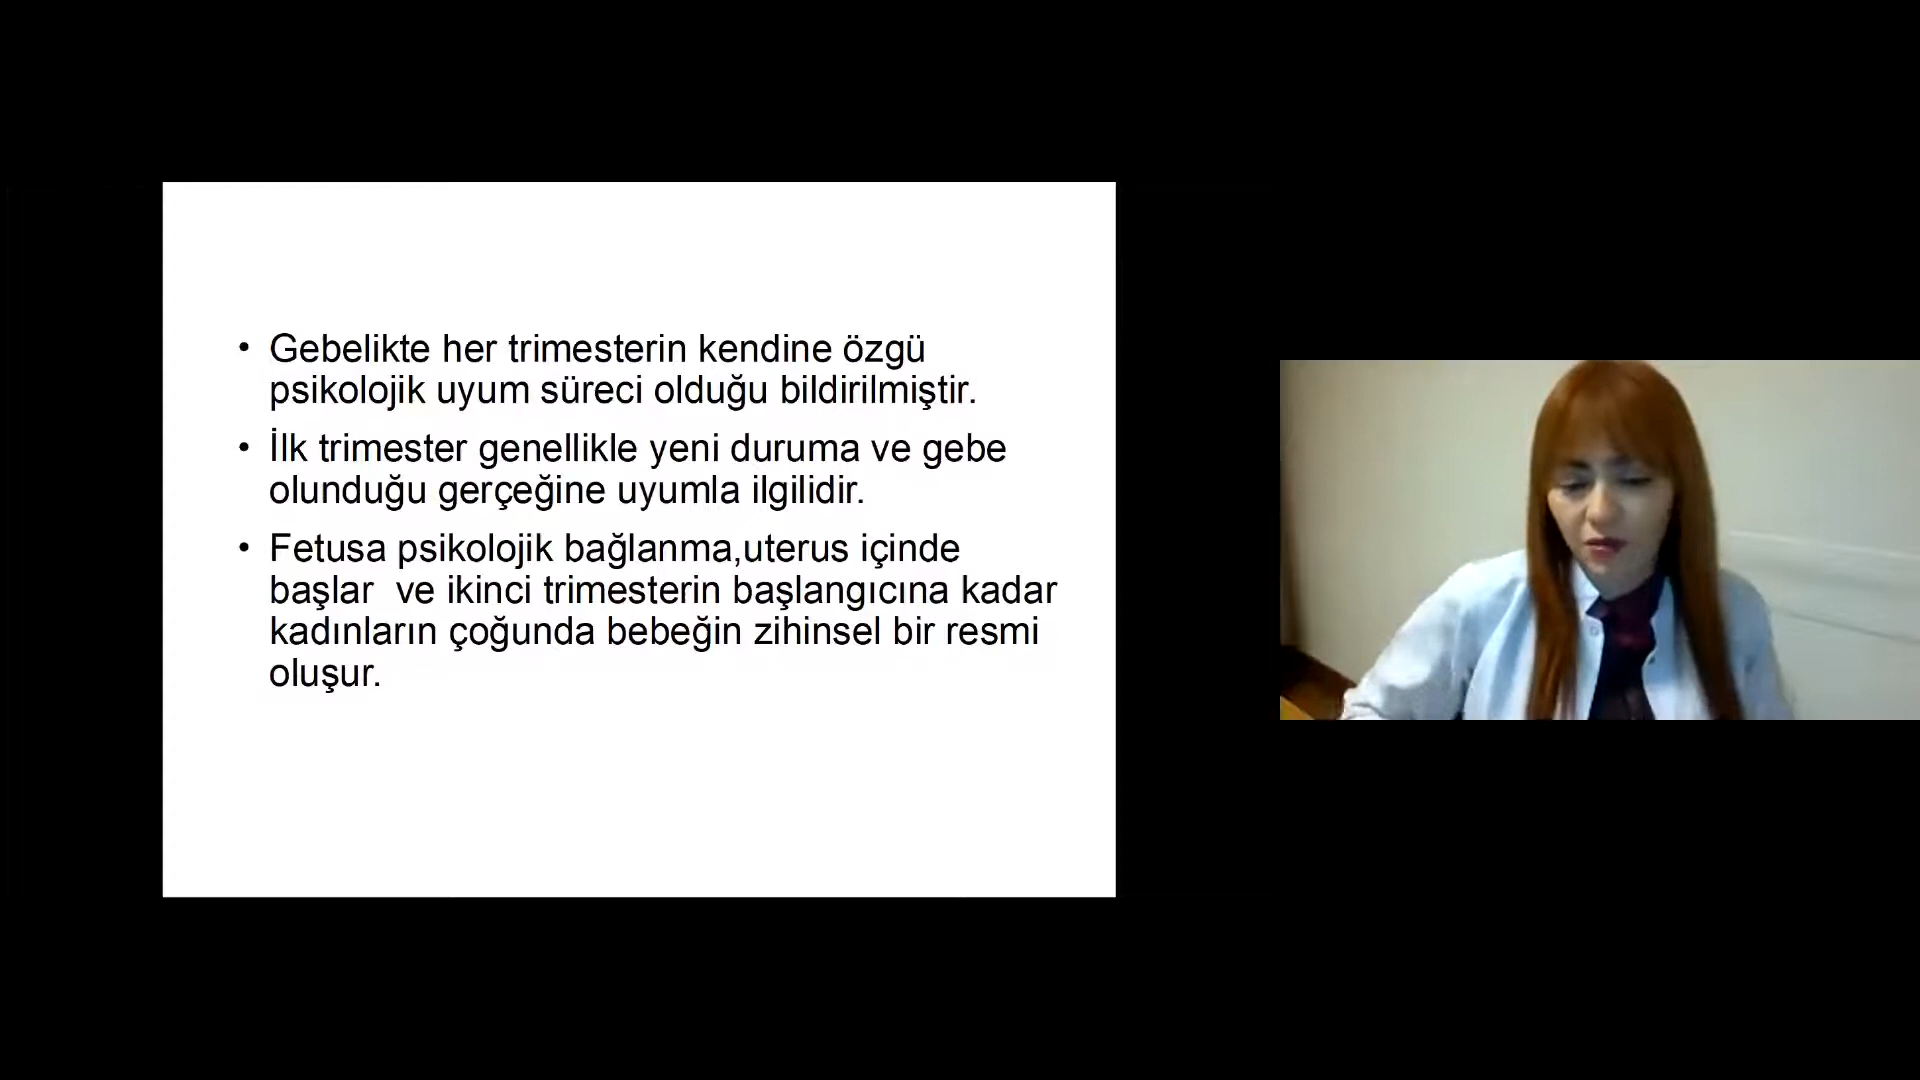 • Gebelikte her trimesterin kendine özgü
psikolojik uyum süreci olduğu bildirilmiştir.
• İlk trimester genellikle yeni duruma ve gebe
olunduğu gerçeğine uyumla ilgilidir.
• Fetusa psikolojik bağlanma,uterus içinde
başlar  ve ikinci trimesterin başlangıcına kadar
kadınların çoğunda bebeğin zihinsel bir resmi
oluşur.